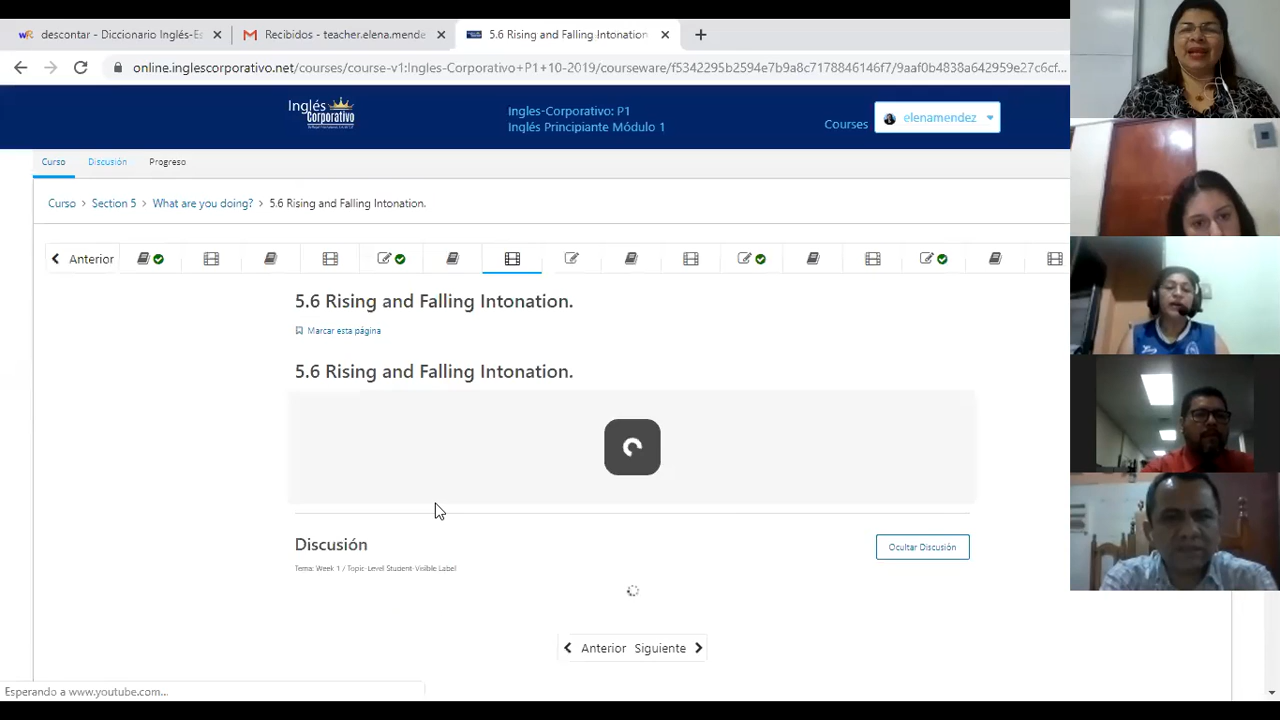 descontar - Diccionario Inglés-Es
Recibidos - teacher.elena.mende
5.6 Rising and Falling Intonation
online.inglescorporativo.net/courses/course-v1:Ingles-Corporativo+P1+10-2019/courseware/f5342295b2594e7b9a8c7178846146f7/9aaf0b4838a642959e27c6cf...
Inglés
Corporativo
Ingles-Corporativo: P1
Inglés Principiante Módulo 1
Courses
elenamendez
Curso
Discusión
Progreso
Curso > Section 5 > What are you doing? > 5.6 Rising and Falling Intonation.
Anterior
5.6 Rising and Falling Intonation.
Marcar esta página
5.6 Rising and Falling Intonation.
Discusión
Ocultar Discusión
Tema: Week 1 / Topic-Level Student-Visible Label
Anterior Siguiente
Esperando a www.youtube.com...